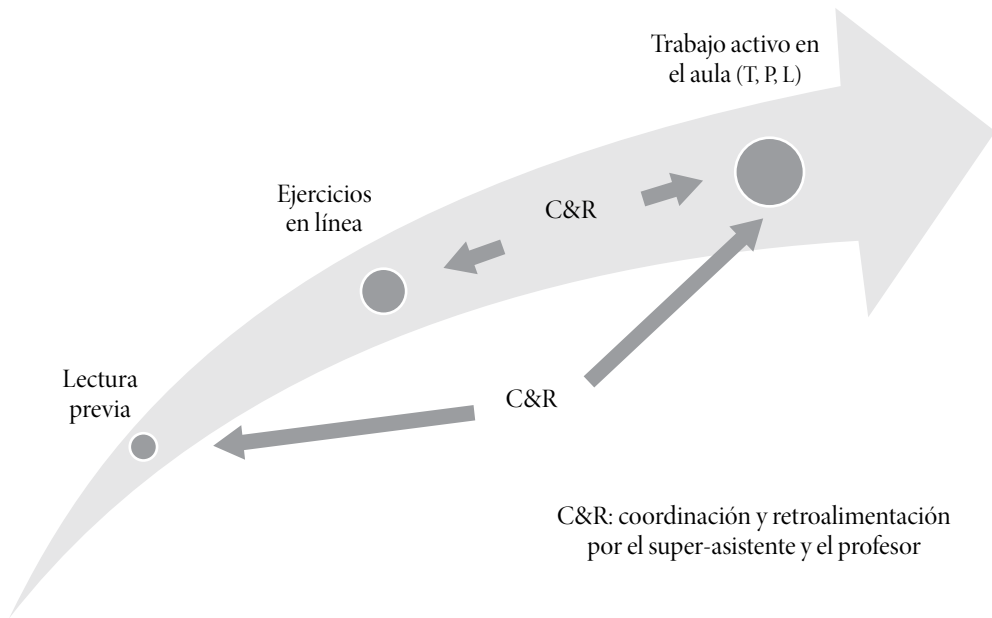 Trabajo activo en
el aula (T, P, L)
Ejercicios
en línea
C&R
Lectura
previa
C&R
C&R: coordinación y retroalimentación
por el super-asistente y el profesor